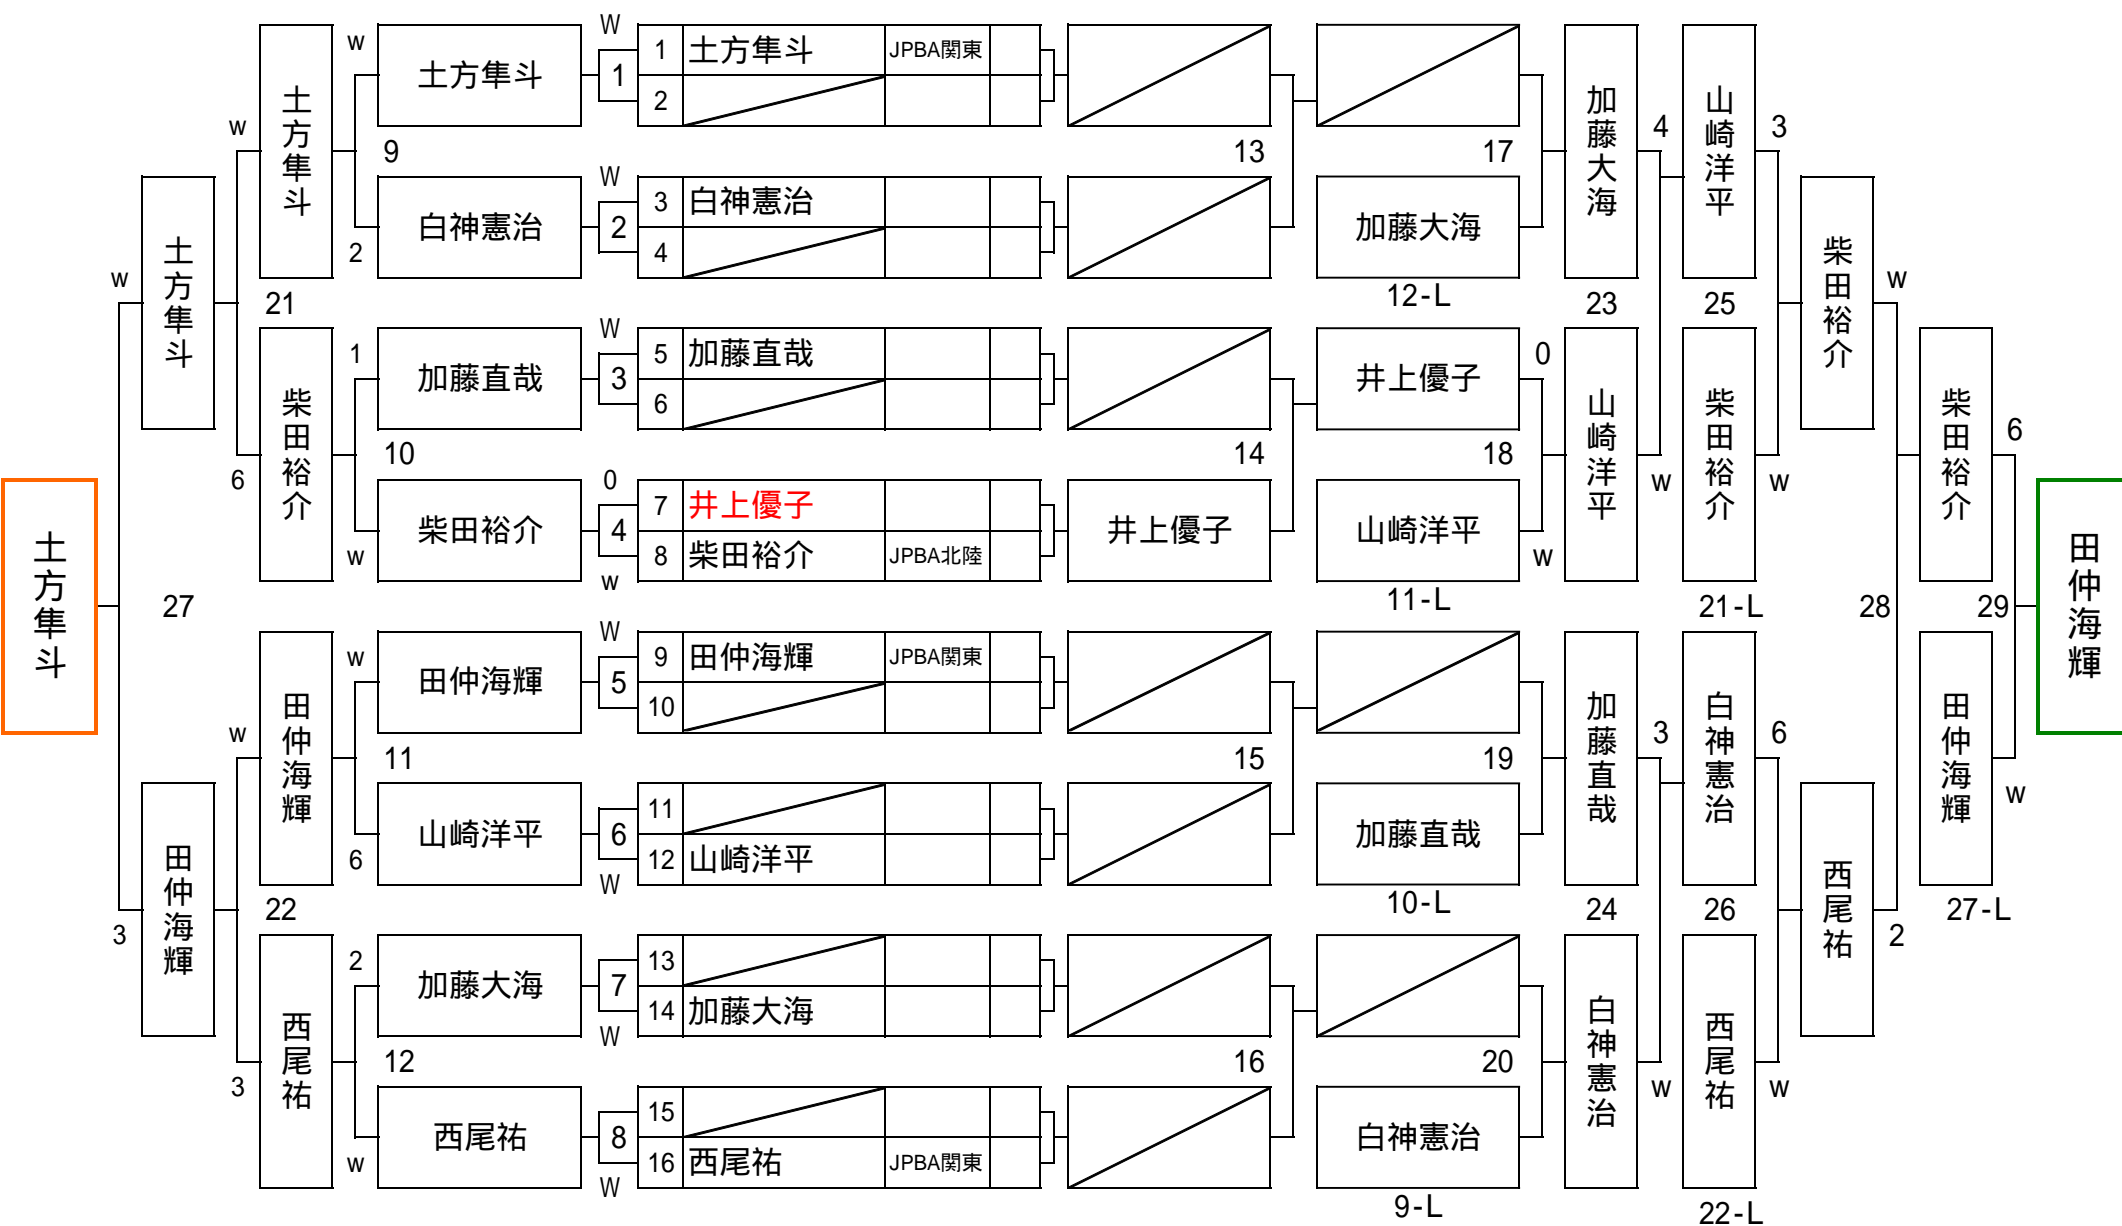 W
w
土方隼斗
1
1
土方隼斗
JPBA関東
2
土方隼斗
加藤大海
4
山崎洋平
3
w
9
13
17
W
2
白神憲治
2
3
白神憲治
4
加藤大海
12-L
w
土方隼斗
21
23
25
柴田裕介
w
W
1
加藤直哉
3
5
加藤直哉
6
井上優子
0
柴田裕介
10
14
18
山崎洋平
柴田裕介
柴田裕介
6
6
0
w
柴田裕介
4
7
井上優子
8
柴田裕介
JPBA北陸
w
井上優子
山崎洋平
w
11-L
w
w
21-L
土方隼斗
27
28
29
田仲海輝
W
w
田仲海輝
5
9
田仲海輝
JPBA関東
10
w
田仲海輝
11
15
19
加藤直哉
3
白神憲治
6
田仲海輝
w
6
山崎洋平
6
11
12
山崎洋平
W
加藤直哉
10-L
3
田仲海輝
22
24
26
西尾祐
2
27-L
2
加藤大海
7
13
14
加藤大海
W
3
西尾祐
12
16
20
白神憲治
w
西尾祐
w
w
西尾祐
8
15
16
西尾祐
JPBA関東
W
白神憲治
9-L
22-L